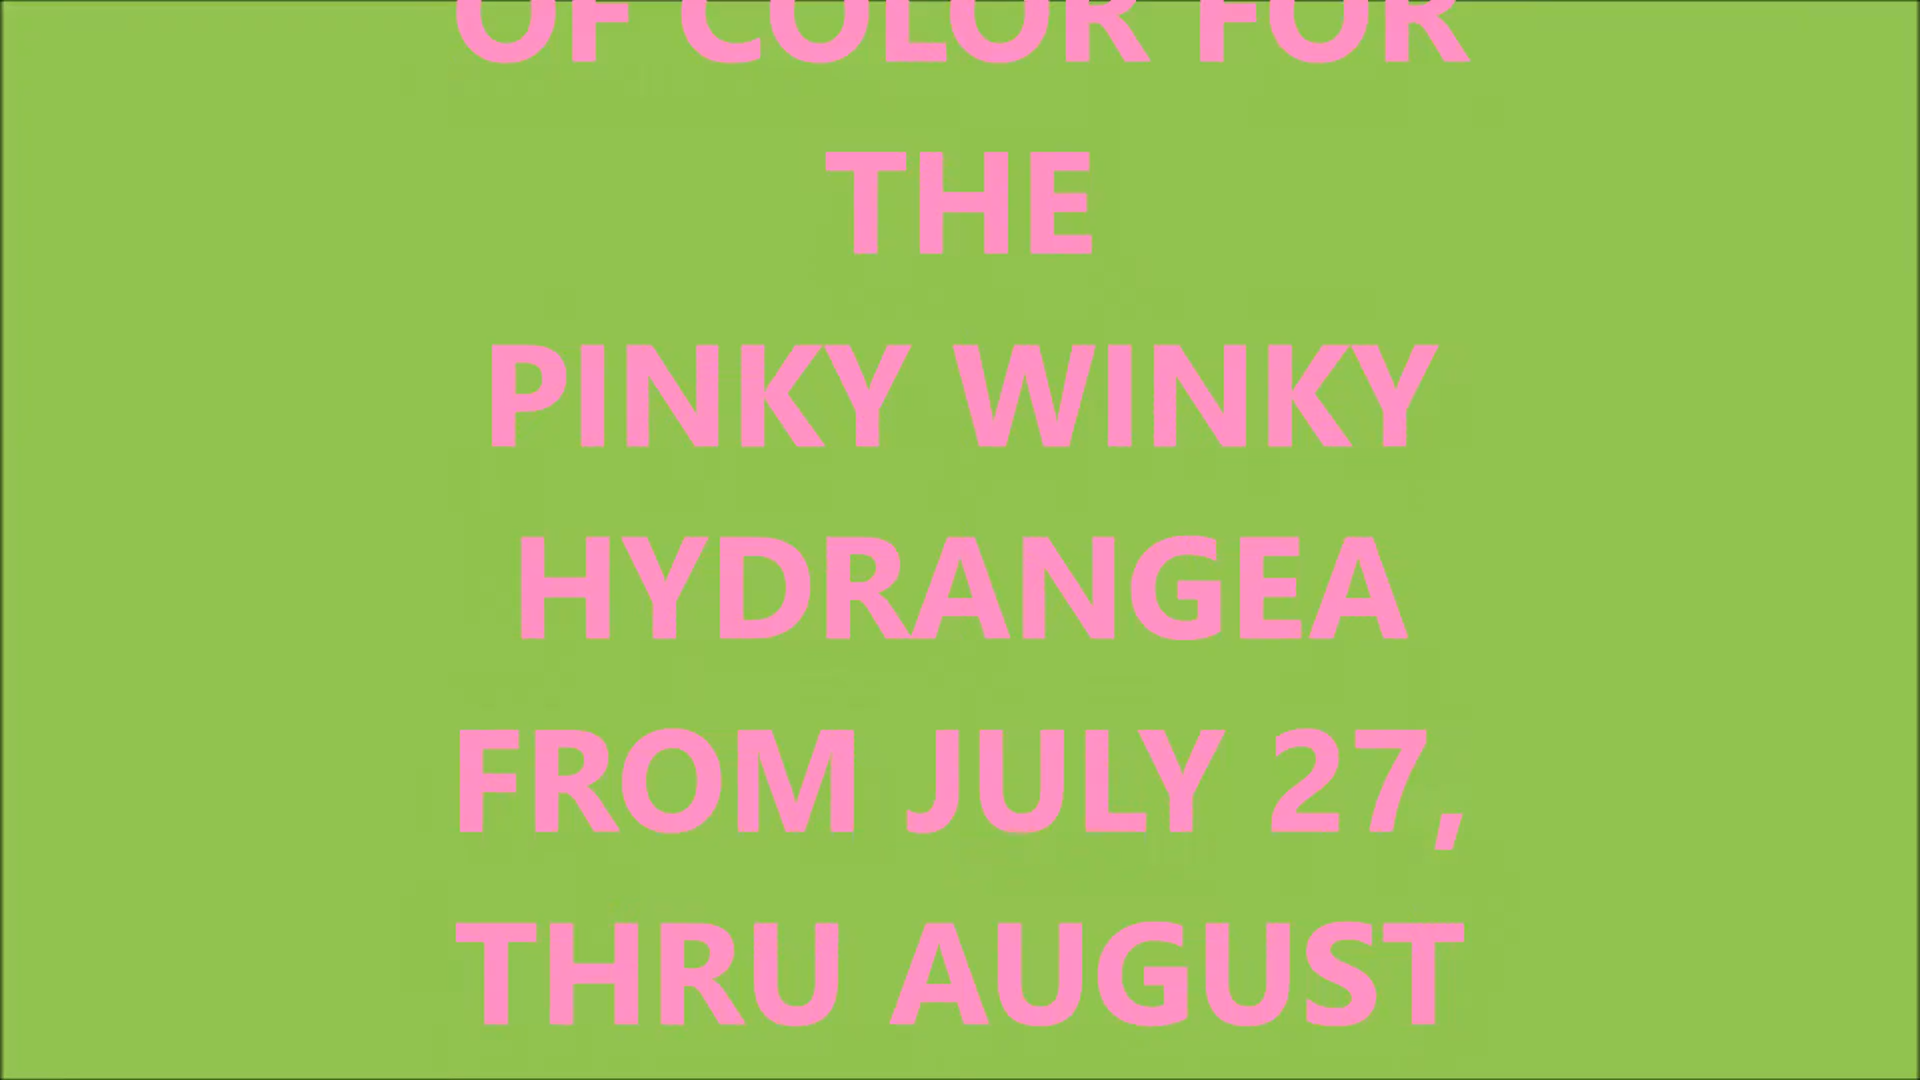 OF COLOR FOR
THE
PINKY WINKY
HYDRANGEA
FROM JULY 27,
THRU AUGUST